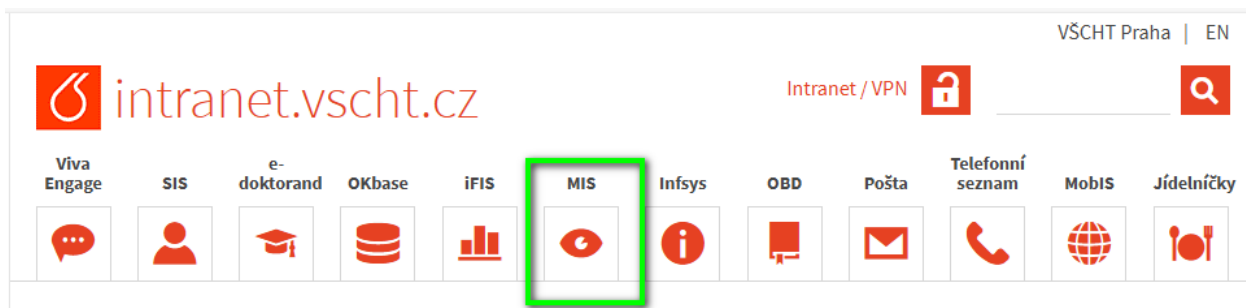 VŠCHT Praha | EN
intranet.vscht.cz
Intranet / VPN
Viva
Engage
SIS
e-
doktorand
OKbase
iFIS
MIS
Infsys
OBD
Pošta
Telefonní
seznam
MobIS
Jídelníčky